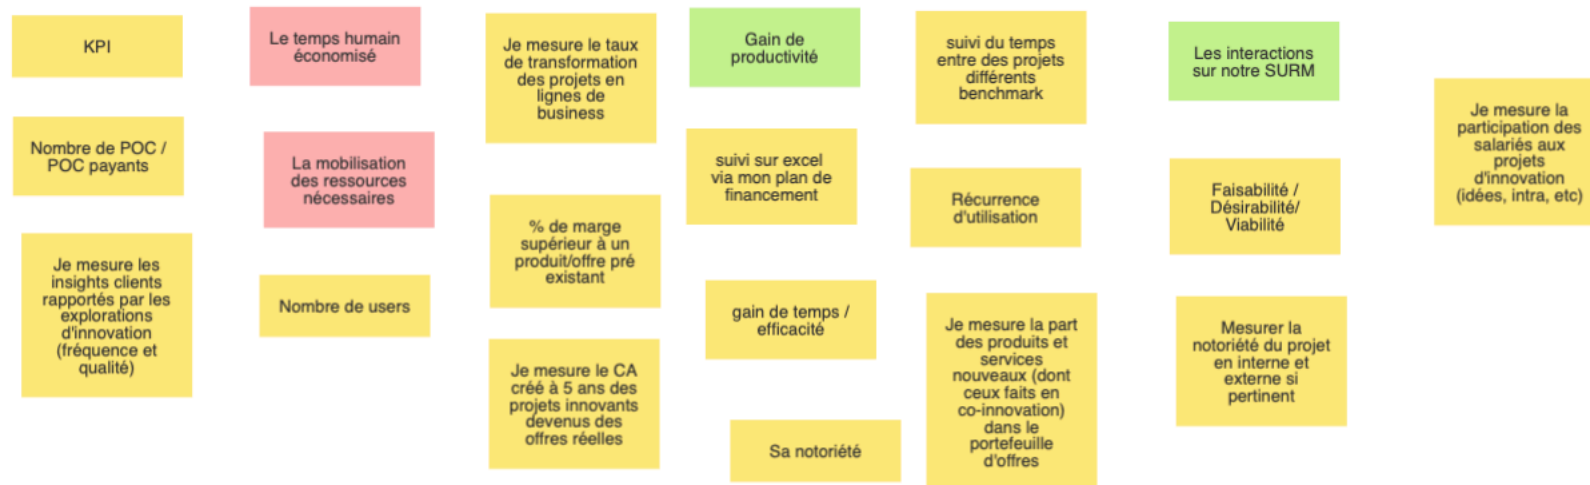 KPI
Nombre de POC /
POC payants
Je mesure les
insights clients
rapportés par les
explorations
d'innovation
(fréquence et
qualité)
Le temps humain
économisé
La mobilisation
des ressources
nécessaires
Nombre de users
Je mesure le taux
de transformation
des projets en
lignes de
business
% de marge
supérieur à un
produit/offre pré
existant
Je mesure le CA
créé à 5 ans des
projets innovants
devenus des
offres réelles
Gain de
productivité
suivi sur excel
via mon plan de
financement
gain de temps /
efficacité
Sa notoriété
suivi du temps
entre des projets
différents
benchmark
Récurrence
d'utilisation
Je mesure la part
des produits et
services
nouveaux (dont
ceux faits en
co-innovation)
dans le
portefeuille
d'offres
Les interactions
sur notre SURM
Faisabilité /
Désirabilité/
Viabilité
Mesurer la
notoriété du projet
en interne et
externe si
pertinent
Je mesure la
participation des
salariés aux
projets
d'innovation
(idées, intra, etc)